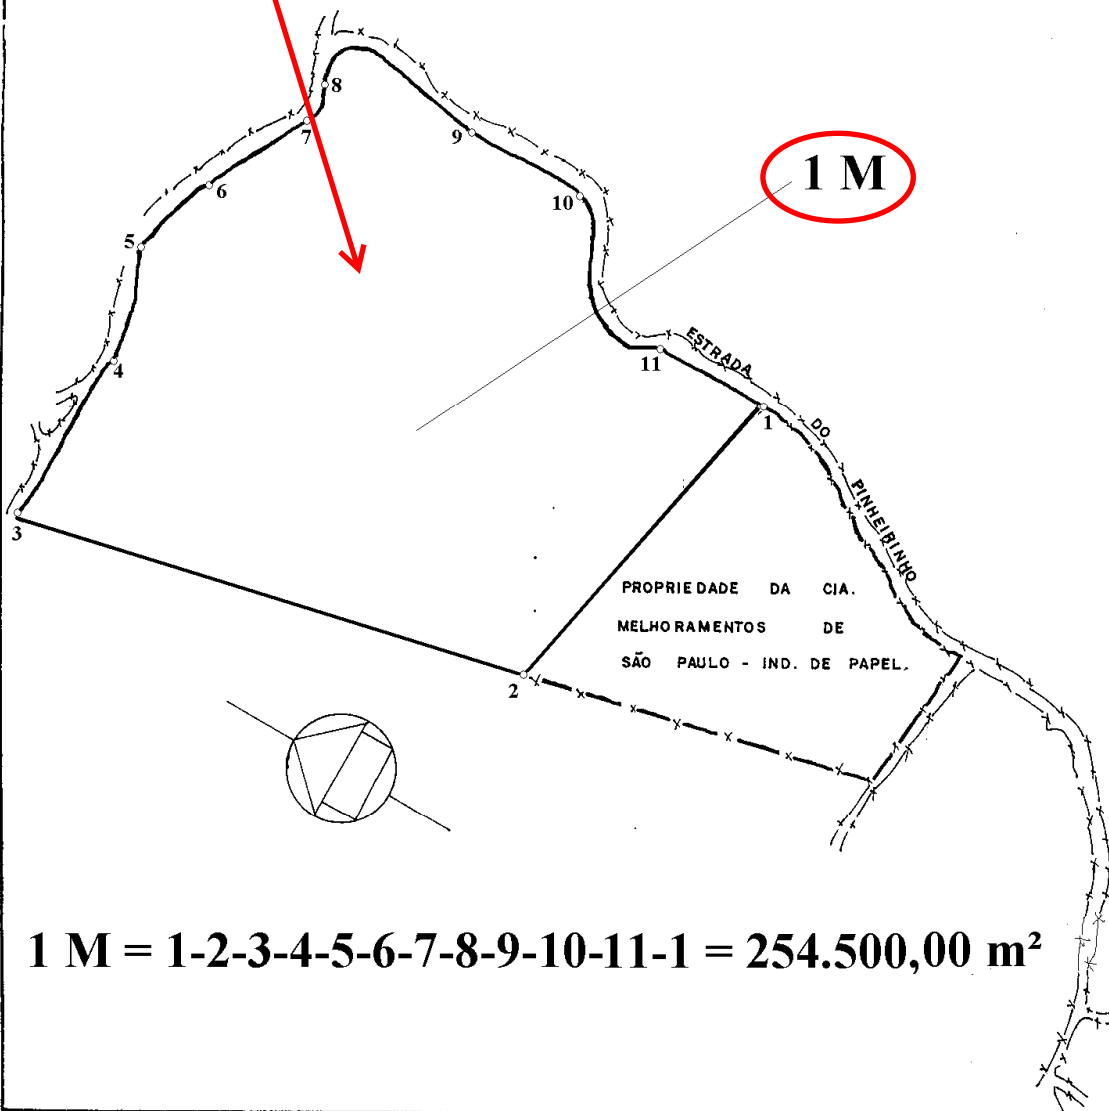 8
7
9
6
10
1 M
5
ESTRADA
11
4
1
DO
PINHEIRINHO
3
PROPRIEDADE DA CIA.
MELHORAMENTOS DE
SÃO PAULO - IND. DE PAPEL.
2
1 M = 1-2-3-4-5-6-7-8-9-10-11-1 = 254.500,00 m²